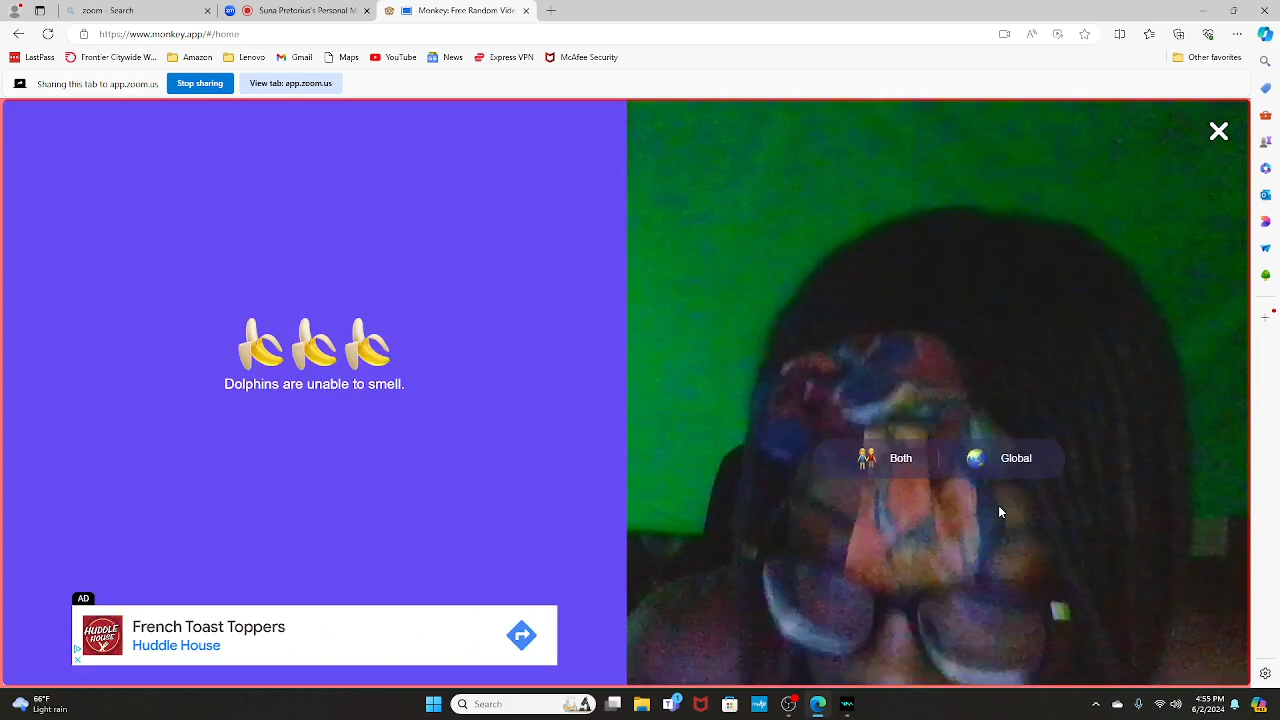 zoom - Search
Suna Pretorius's Personal M
Monkey: Free Random Vide
https://www.monkey.app/#/home
LastPass
Frontier Citywide W...
Amazon
Lenovo
Gmail
Maps
YouTube
News
Express VPN
McAfee Security
Other favorites
Sharing this tab to app.zoom.us
Stop sharing
View tab: app.zoom.us
Dolphins are unable to smell.
Both
Global
AD
HUDDLE HOUSE
French Toast Toppers
Huddle House
66°F
Light rain
Search
4:55 PM
6/7/2024